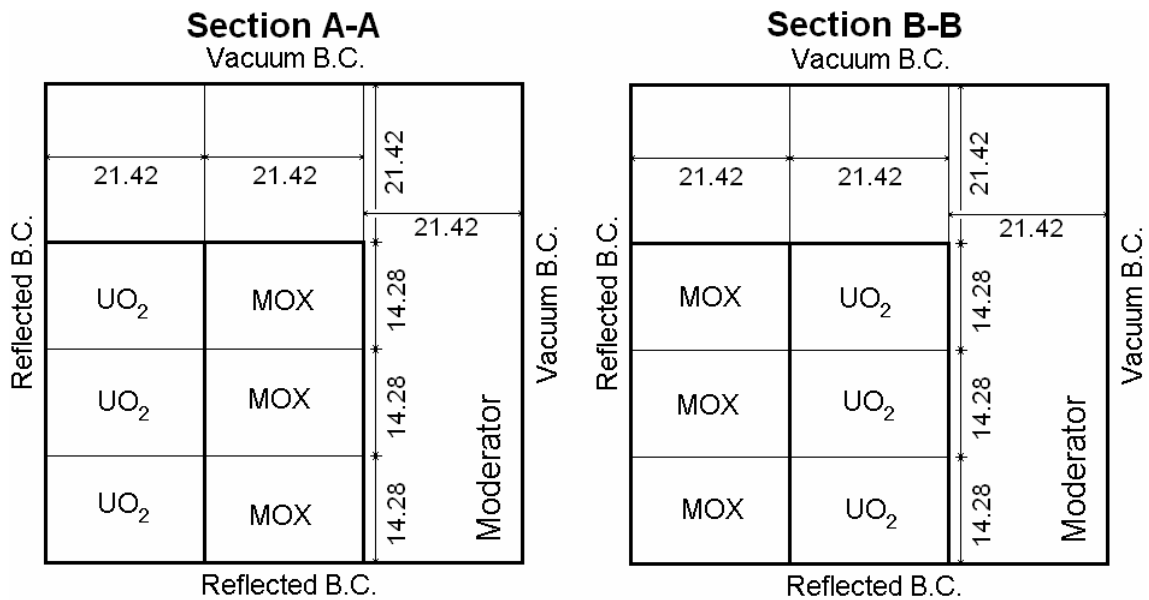 Section A-A
Vacuum B.C.
21.42
21.42
21.42
21.42
Reflected B.C.
UO2
MOX
14.28
UO2
MOX
14.28
UO2
MOX
14.28
Moderator
Vacuum B.C.
Reflected B.C.
Section B-B
Vacuum B.C.
21.42
21.42
21.42
21.42
Reflected B.C.
MOX
UO2
14.28
MOX
UO2
14.28
MOX
UO2
14.28
Moderator
Vacuum B.C.
Reflected B.C.